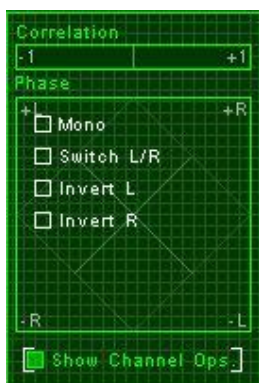 Correlation
-1 +1
Phase
+L +R
Mono
Switch L/R
Invert L
Invert R
-R -L
Show Channel Ops.